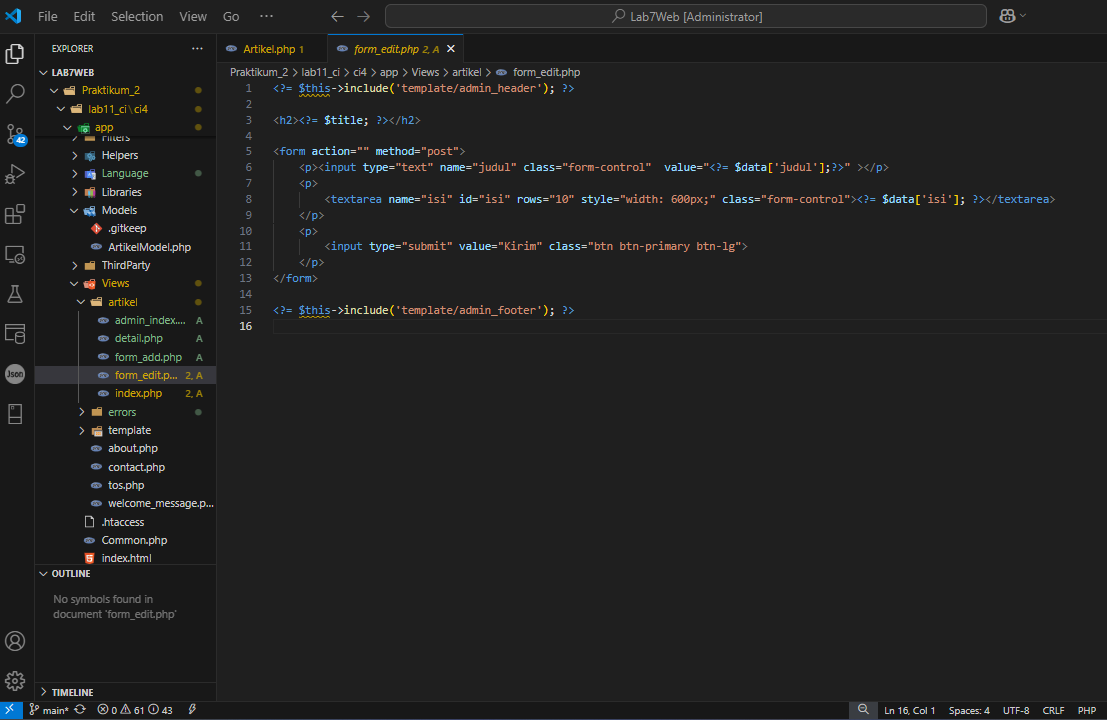 File Edit Selection View Go ··· Lab7Web [Administrator]
EXPLORER ···
Artikel.php 1
form_edit.php 2, A
LAB7WEB
Praktikum_2
lab11_ci\ci4
app
Filters
Helpers
Language
Libraries
Models
.gitkeep
ArtikelModel.php
ThirdParty
Views
artikel
admin_index.... A
detail.php A
form_add.php A
form_edit.p... 2, A
index.php 2, A
errors
template
about.php
contact.php
tos.php
welcome_message.p...
.htaccess
Common.php
index.html
42
Json
OUTLINE
No symbols found in
document 'form_edit.php'
TIMELINE
Praktikum_2 > lab11_ci > ci4 > app > Views > artikel > form_edit.php
1 <?= $this->include('template/admin_header'); ?>
2
3 <h2><?= $title; ?></h2>
4
5 <form action="" method="post">
6 <p><input type="text" name="judul" class="form-control"  value="<?= $data['judul'];?>" ></p>
7 <p>
8 <textarea name="isi" id="isi" rows="10" style="width: 600px;" class="form-control"><?= $data['isi']; ?></textarea>
9 </p>
10 <p>
11 <input type="submit" value="Kirim" class="btn btn-primary btn-lg">
12 </p>
13 </form>
14
15 <?= $this->include('template/admin_footer'); ?>
16
main* 0 61 43 Ln 16, Col 1 Spaces: 4 UTF-8 CRLF PHP